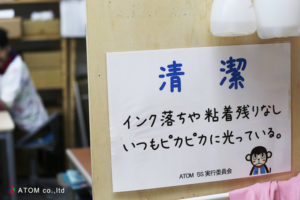 清潔
インク落ちや粘着残りなし
いつもピカピカに光っている。
ATOM 5S 実行委員会
ATOM co.,ltd